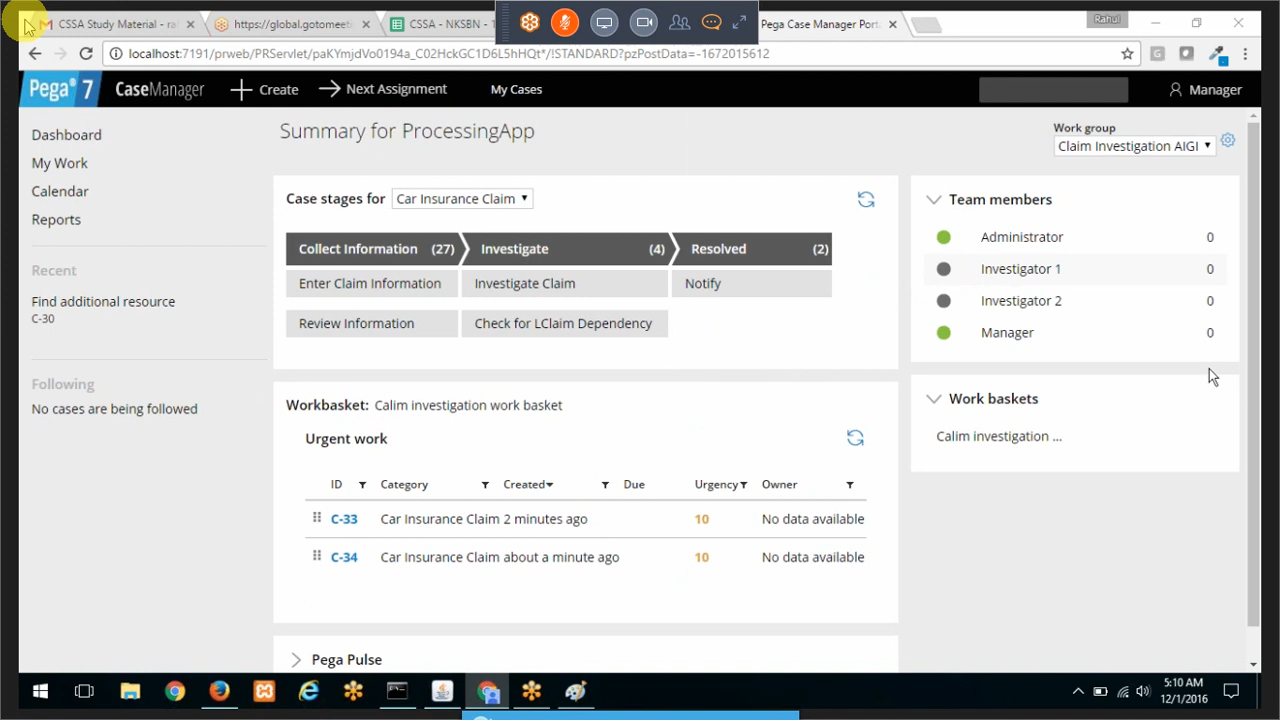 CSSA Study Material - ra
https://global.gotomeeti
CSSA - NKSBN -
Pega Case Manager Port.
Rahul
localhost:7191/prweb/PRServlet/paKYmjdVo0194a_C02HckGC1D6L5hHQt*/!STANDARD?pzPostData=-1672015612
Pega 7 CaseManager Create Next Assignment My Cases Manager
Dashboard
My Work
Calendar
Reports
Recent
Find additional resource
C-30
Following
No cases are being followed
Summary for ProcessingApp
Work group
Claim Investigation AIGI
Case stages for Car Insurance Claim
Collect Information (27) Investigate (4) Resolved (2)
Enter Claim Information Investigate Claim Notify
Review Information Check for LClaim Dependency
Team members
Administrator 0
Investigator 1 0
Investigator 2 0
Manager 0
Workbasket: Calim investigation work basket
Urgent work
ID Category Created Due Urgency Owner
C-33 Car Insurance Claim 2 minutes ago 10 No data available
C-34 Car Insurance Claim about a minute ago 10 No data available
Work baskets
Calim investigation ...
Pega Pulse
5:10 AM
12/1/2016